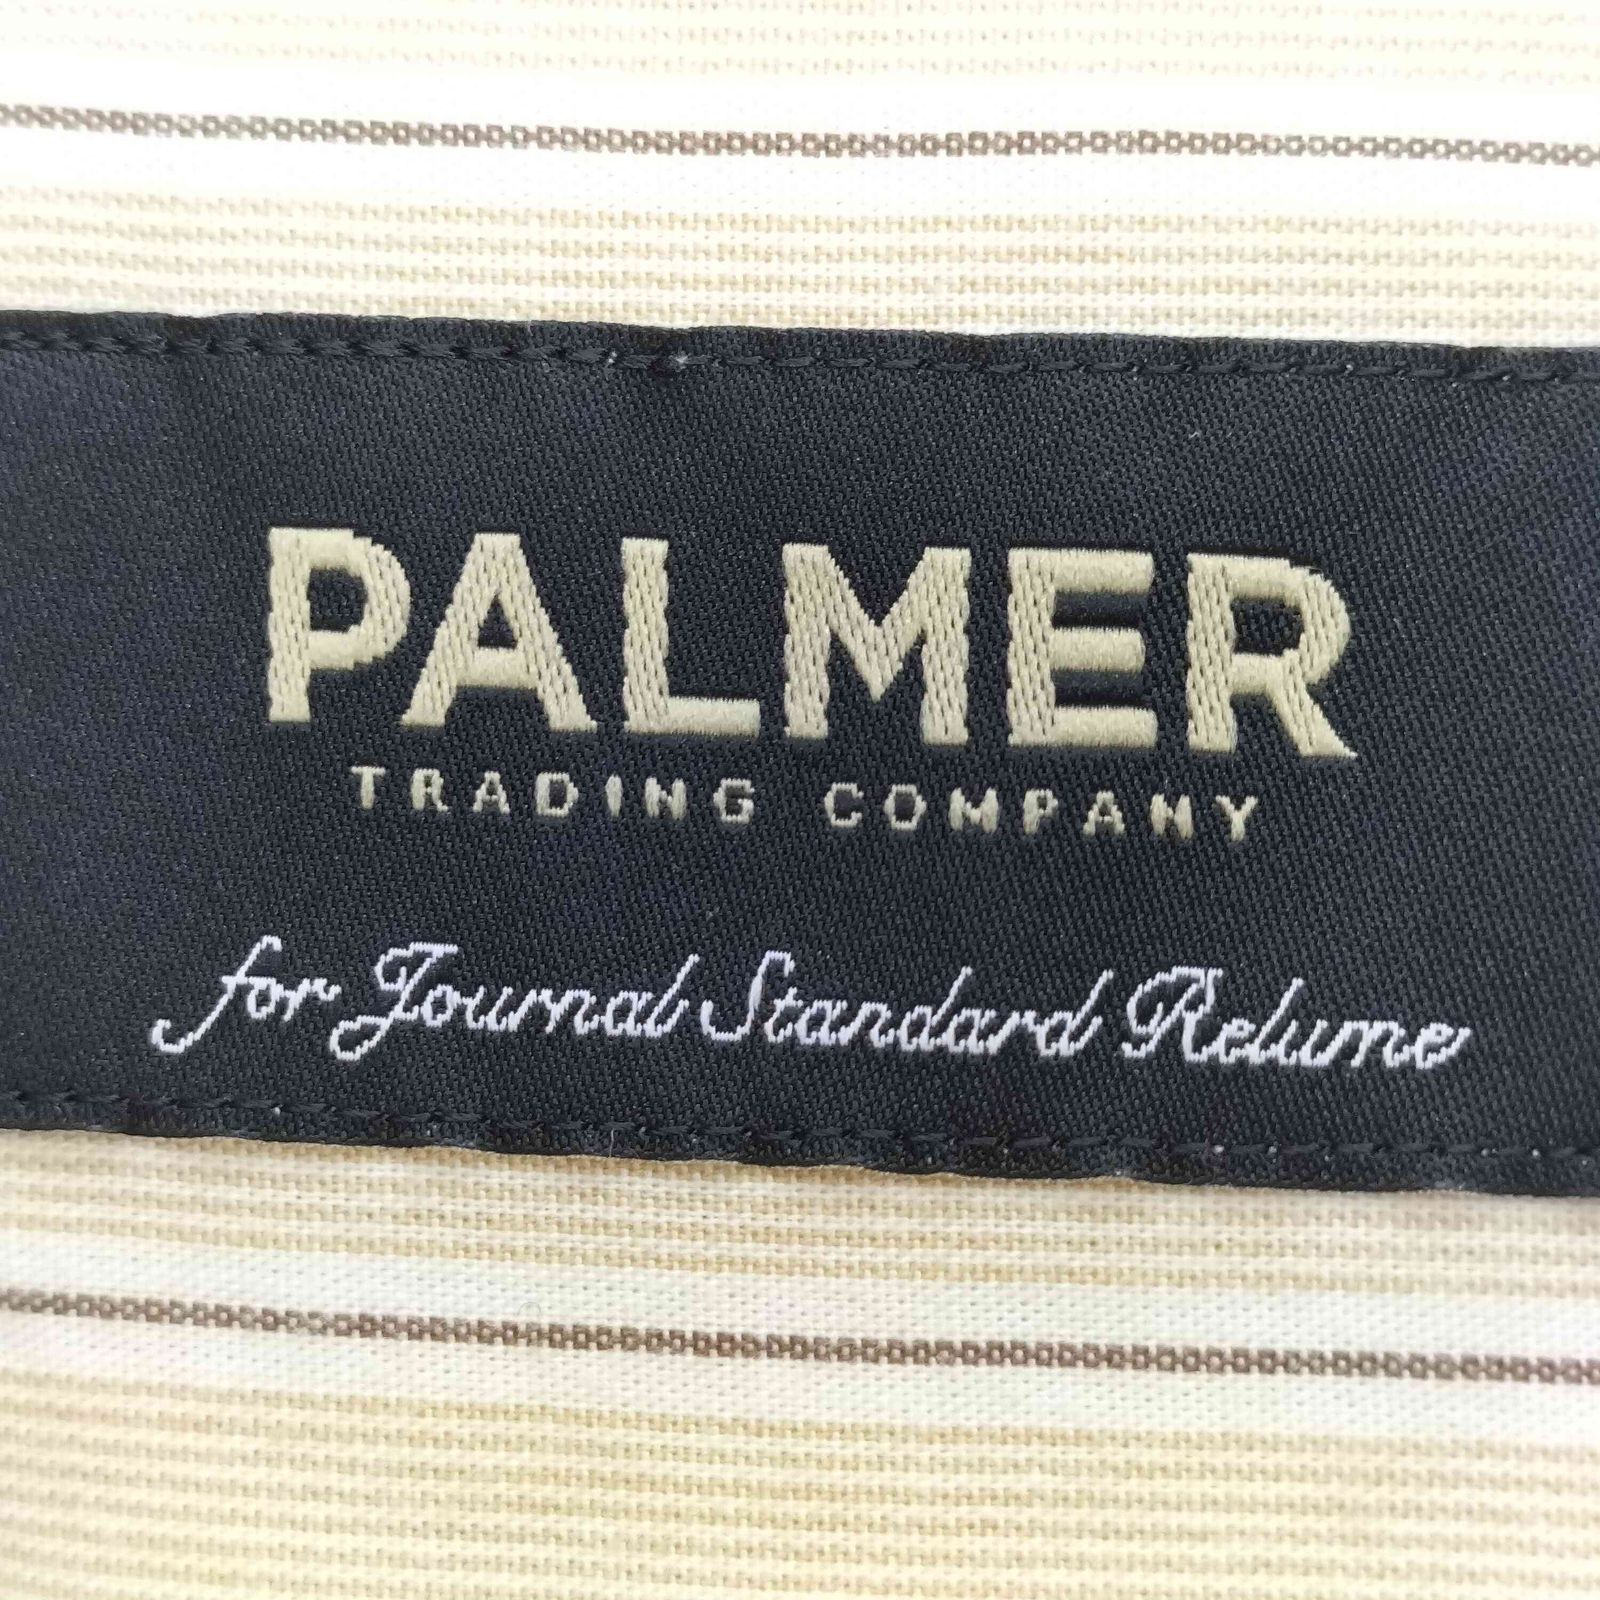 PALMER
TRADING COMPANY
for Journal Standard Relume